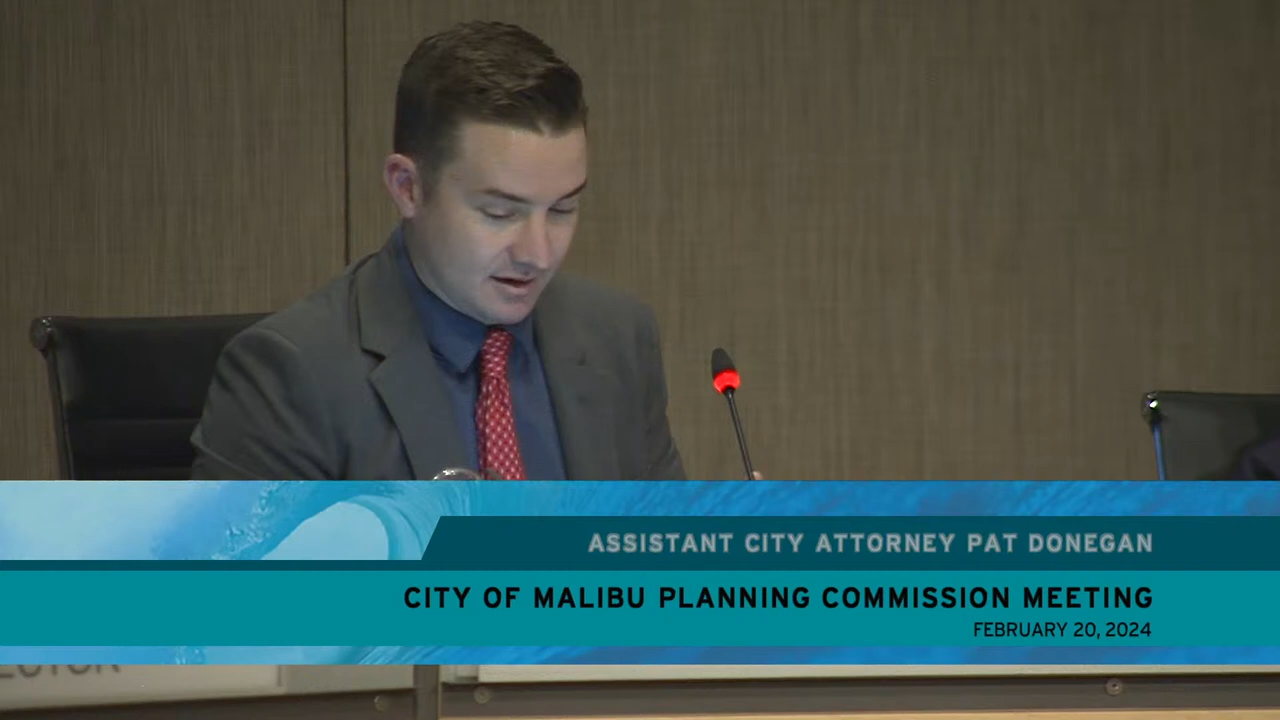 ASSISTANT CITY ATTORNEY PAT DONEGAN
CITY OF MALIBU PLANNING COMMISSION MEETING
FEBRUARY 20, 2024